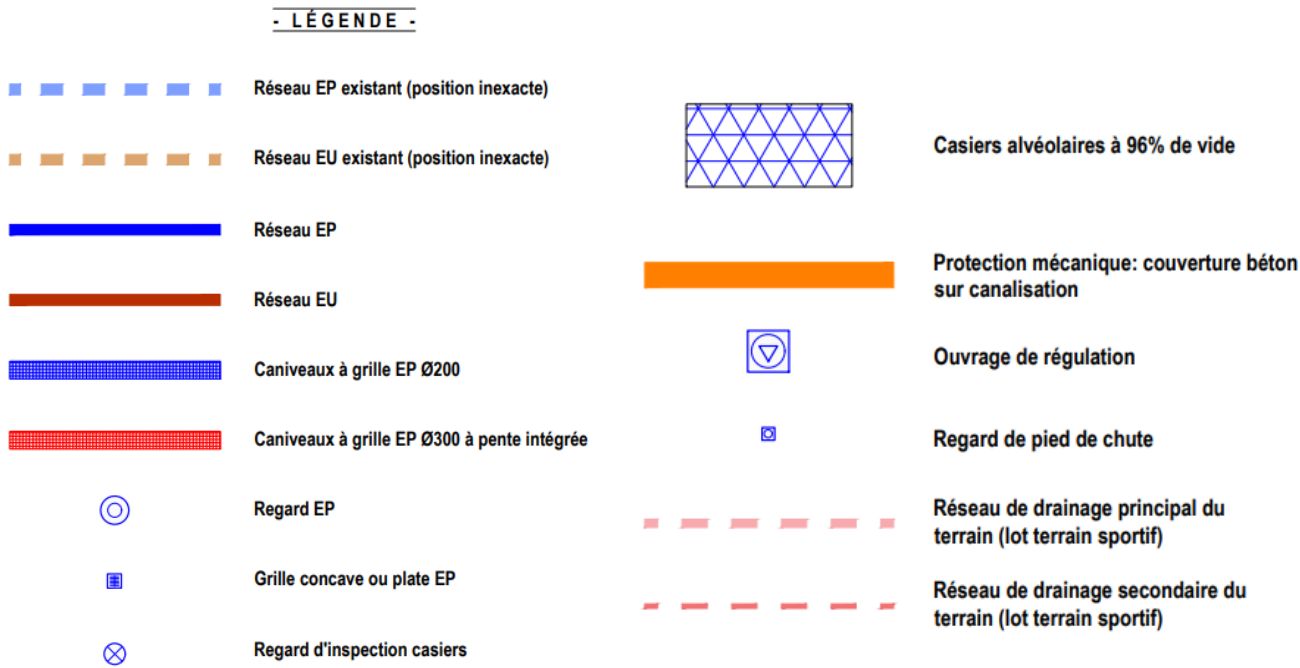 - LÉGENDE -
Réseau EP existant (position inexacte)
Réseau EU existant (position inexacte)
Réseau EP
Réseau EU
Caniveaux à grille EP Ø200
Caniveaux à grille EP Ø300 à pente intégrée
Regard EP
Grille concave ou plate EP
Regard d'inspection casiers
Casiers alvéolaires à 96% de vide
Protection mécanique: couverture béton
sur canalisation
Ouvrage de régulation
Regard de pied de chute
Réseau de drainage principal du
terrain (lot terrain sportif)
Réseau de drainage secondaire du
terrain (lot terrain sportif)